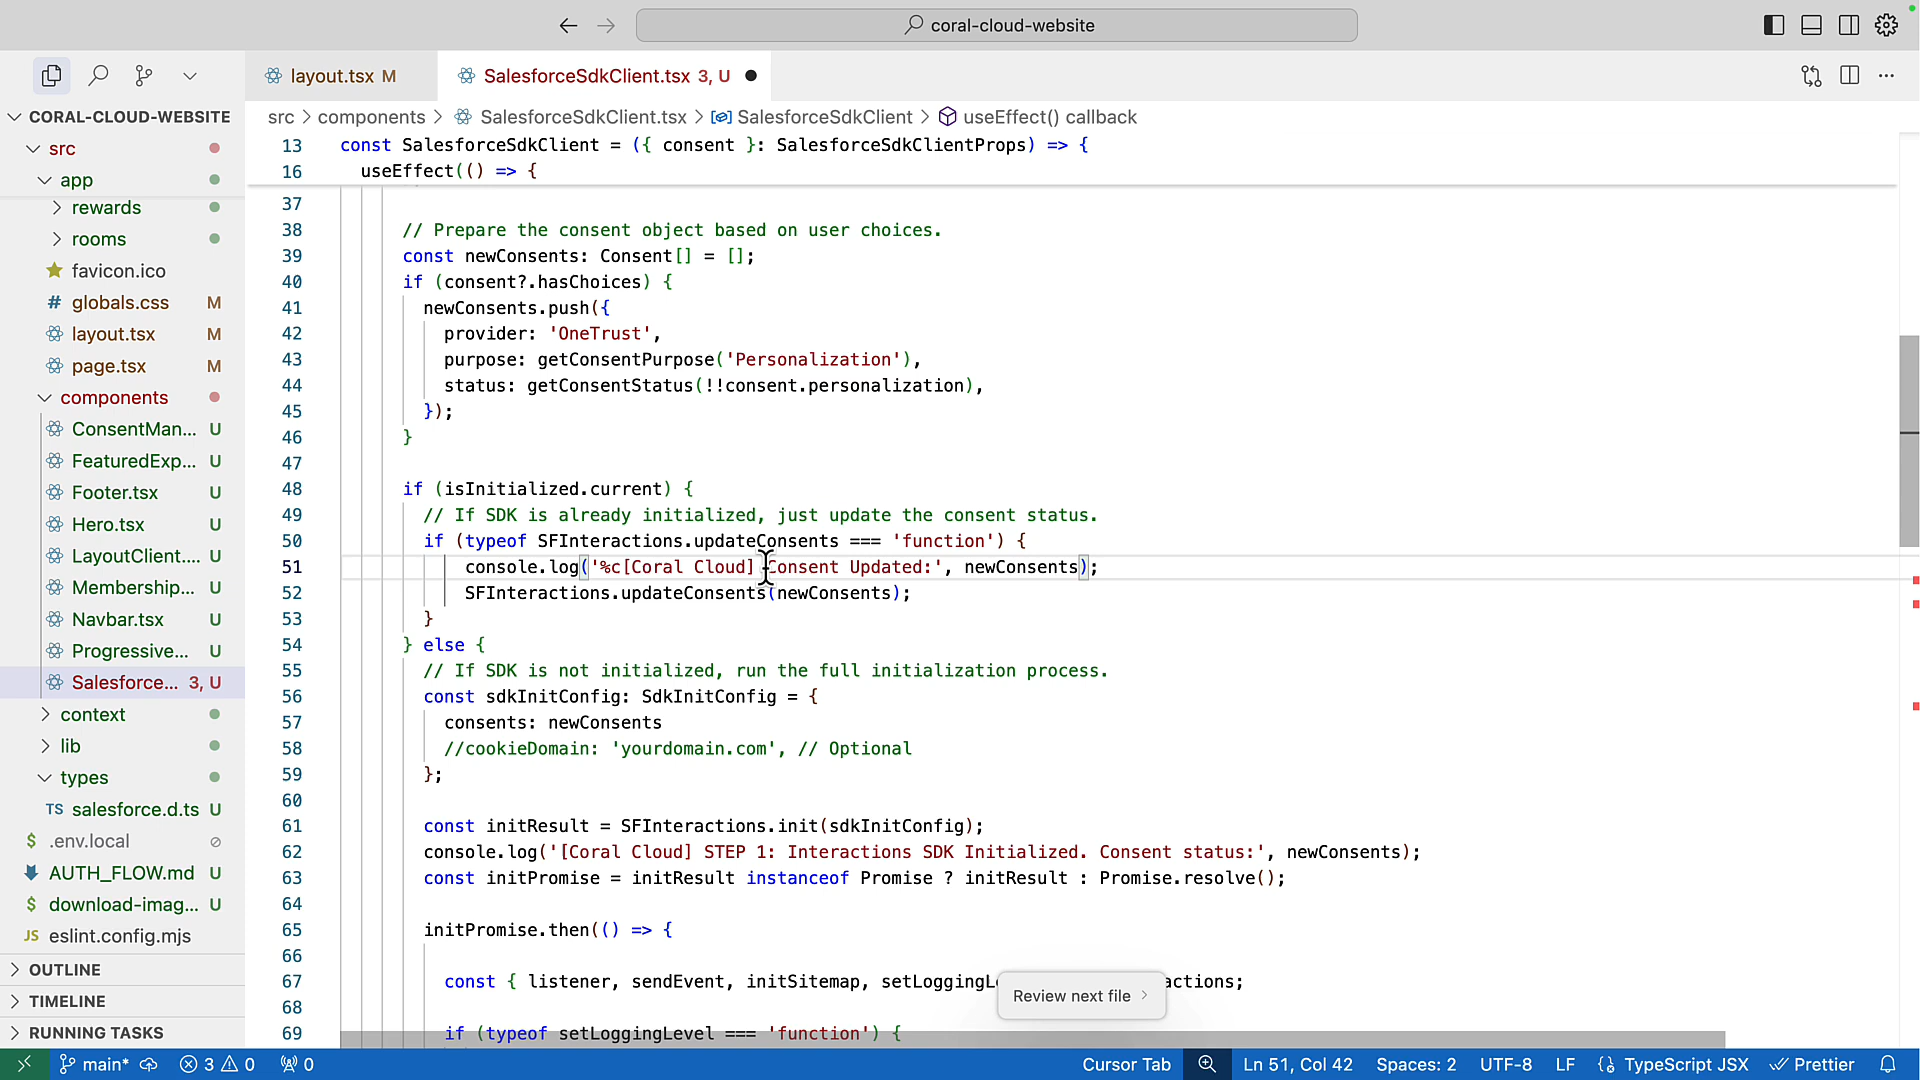 coral-cloud-website
layout.tsx M
SalesforceSdkClient.tsx 3, U
CORAL-CLOUD-WEBSITE
src
app
rewards
rooms
favicon.ico
# globals.css M
layout.tsx M
page.tsx M
components
ConsentMan... U
FeaturedExp... U
Footer.tsx U
Hero.tsx U
LayoutClient.... U
Membership... U
Navbar.tsx U
Progressive... U
Salesforce... 3, U
context
lib
types
TS salesforce.d.ts U
$ .env.local
AUTH_FLOW.md U
$ download-imag... U
JS eslint.config.mjs
OUTLINE
TIMELINE
RUNNING TASKS
src > components > SalesforceSdkClient.tsx > SalesforceSdkClient > useEffect() callback
13 const SalesforceSdkClient = ({ consent }: SalesforceSdkClientProps) => {
16 useEffect(() => {
37
38 // Prepare the consent object based on user choices.
39 const newConsents: Consent[] = [];
40 if (consent?.hasChoices) {
41 newConsents.push({
42 provider: 'OneTrust',
43 purpose: getConsentPurpose('Personalization'),
44 status: getConsentStatus(!!consent.personalization),
45 });
46 }
47
48 if (isInitialized.current) {
49 // If SDK is already initialized, just update the consent status.
50 if (typeof SFInteractions.updateConsents === 'function') {
51 console.log('%c[Coral Cloud] Consent Updated:', newConsents);
52 SFInteractions.updateConsents(newConsents);
53 }
54 } else {
55 // If SDK is not initialized, run the full initialization process.
56 const sdkInitConfig: SdkInitConfig = {
57 consents: newConsents
58 //cookieDomain: 'yourdomain.com', // Optional
59 };
60
61 const initResult = SFInteractions.init(sdkInitConfig);
62 console.log('[Coral Cloud] STEP 1: Interactions SDK Initialized. Consent status:', newConsents);
63 const initPromise = initResult instanceof Promise ? initResult : Promise.resolve();
64
65 initPromise.then(() => {
66
67 const { listener, sendEvent, initSitemap, setLoggingL actions;
Review next file >
68
69 if (typeof setLoggingLevel === 'function') {
main* 3 0 0 Cursor Tab Ln 51, Col 42 Spaces: 2 UTF-8 LF {} TypeScript JSX Prettier